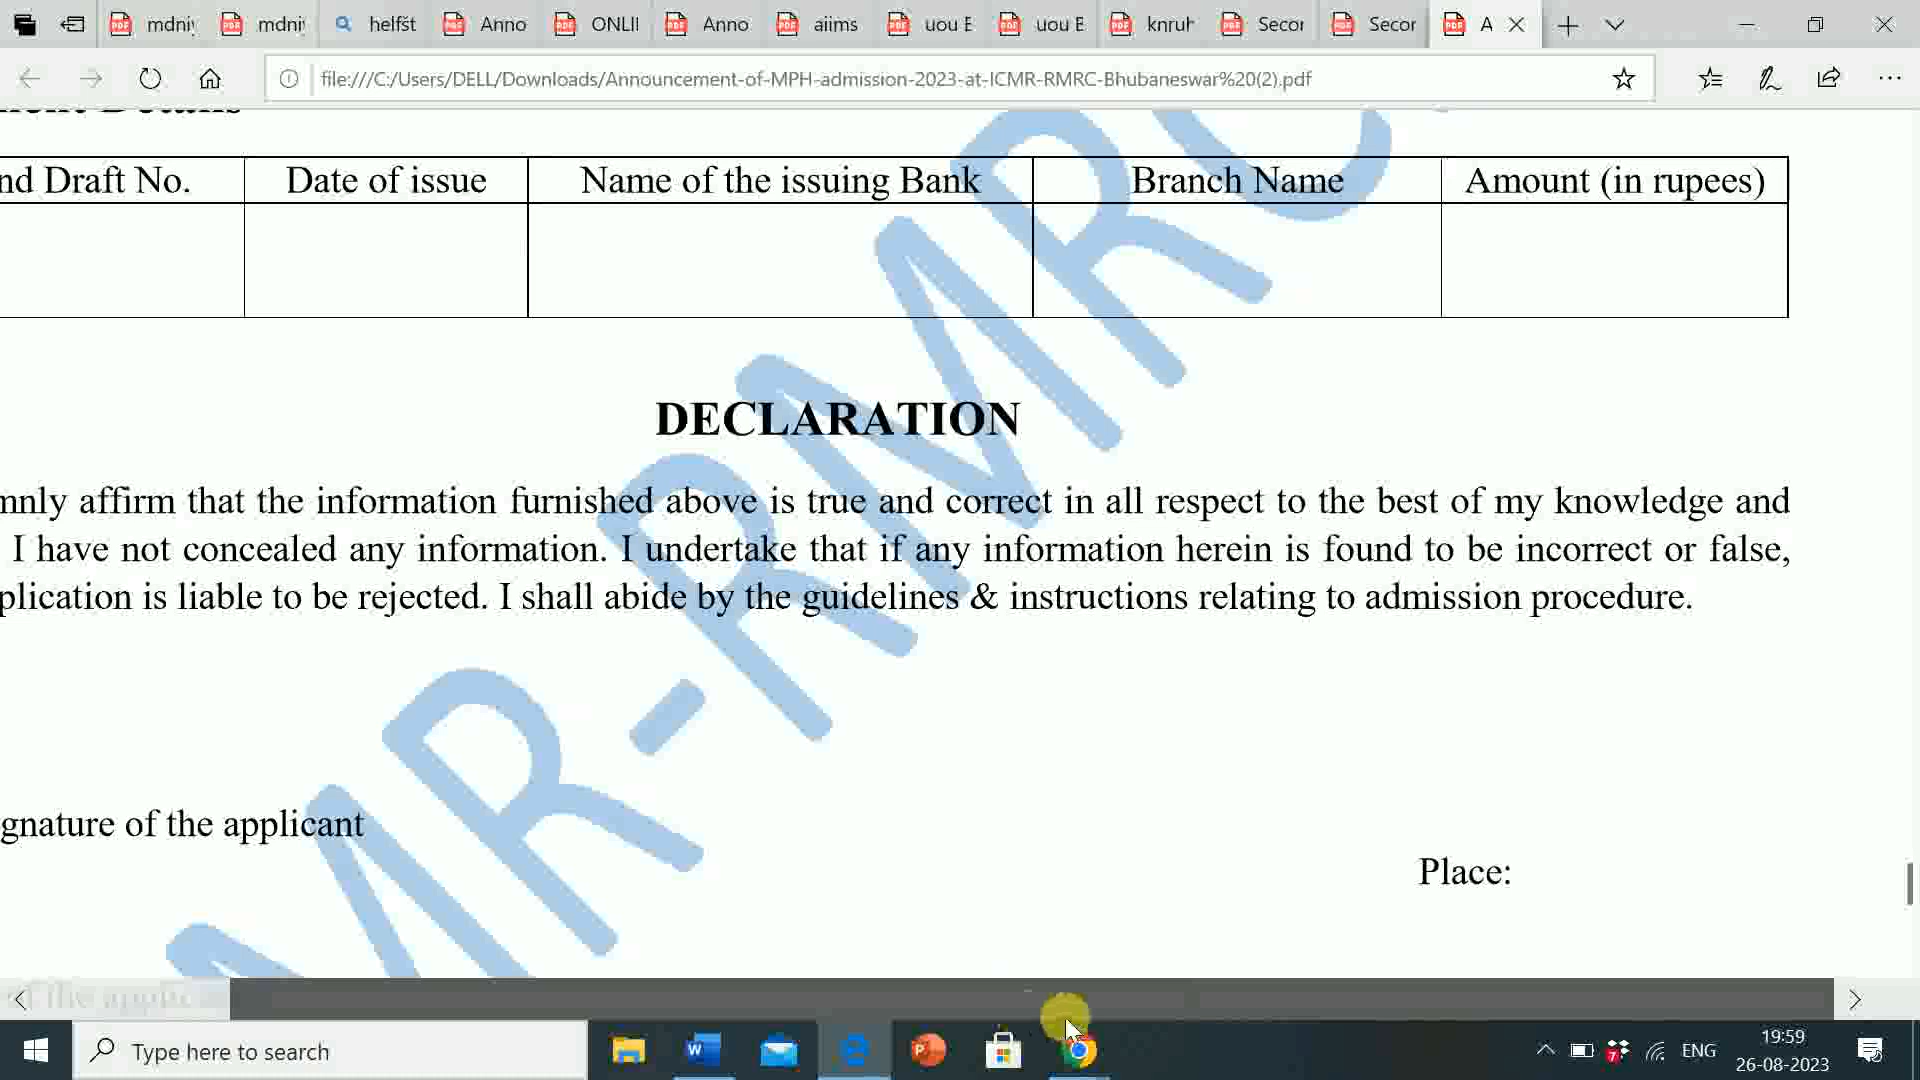 mdniy mdniy helfst Anno ONLII Anno aiims uou E uou E knruh Secor Secor A
file:///C:/Users/DELL/Downloads/Announcement-of-MPH-admission-2023-at-ICMR-RMRC-Bhubaneswar%20(2).pdf
nd Draft No. Date of issue Name of the issuing Bank Branch Name Amount (in rupees)
DECLARATION
mnly affirm that the information furnished above is true and correct in all respect to the best of my knowledge and
I have not concealed any information. I undertake that if any information herein is found to be incorrect or false,
plication is liable to be rejected. I shall abide by the guidelines & instructions relating to admission procedure.
MR-RMRC
gnature of the applicant
Place:
Type here to search
ENG
19:59
26-08-2023